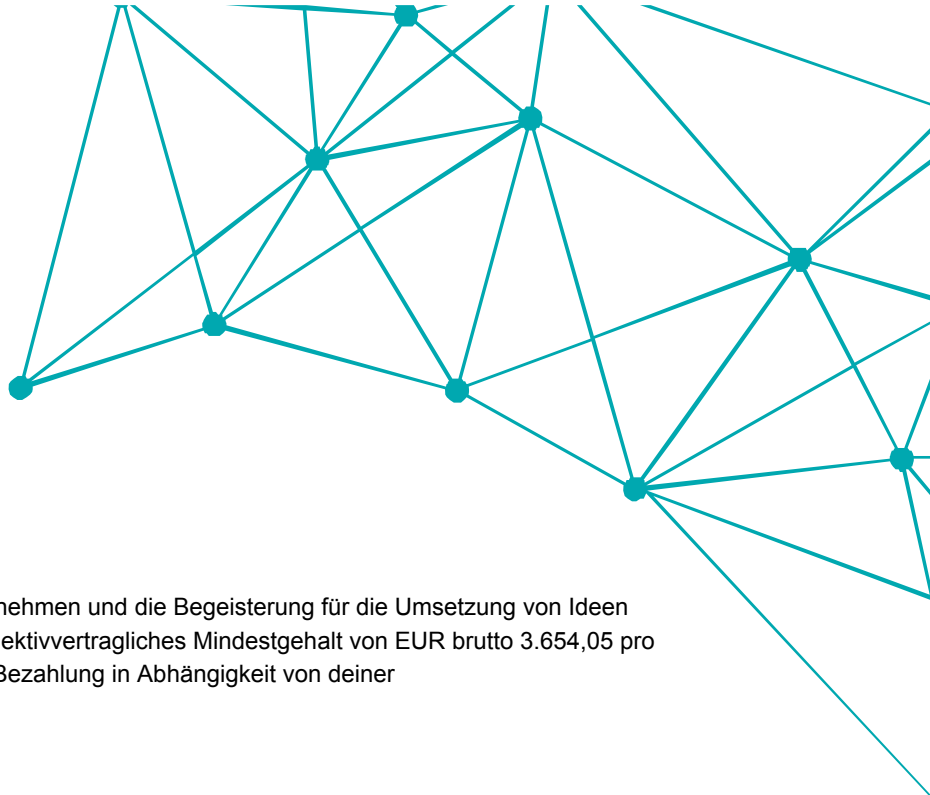 nehmen und die Begeisterung für die Umsetzung von Ideen
ektivvertragliches Mindestgehalt von EUR brutto 3.654,05 pro
Bezahlung in Abhängigkeit von deiner